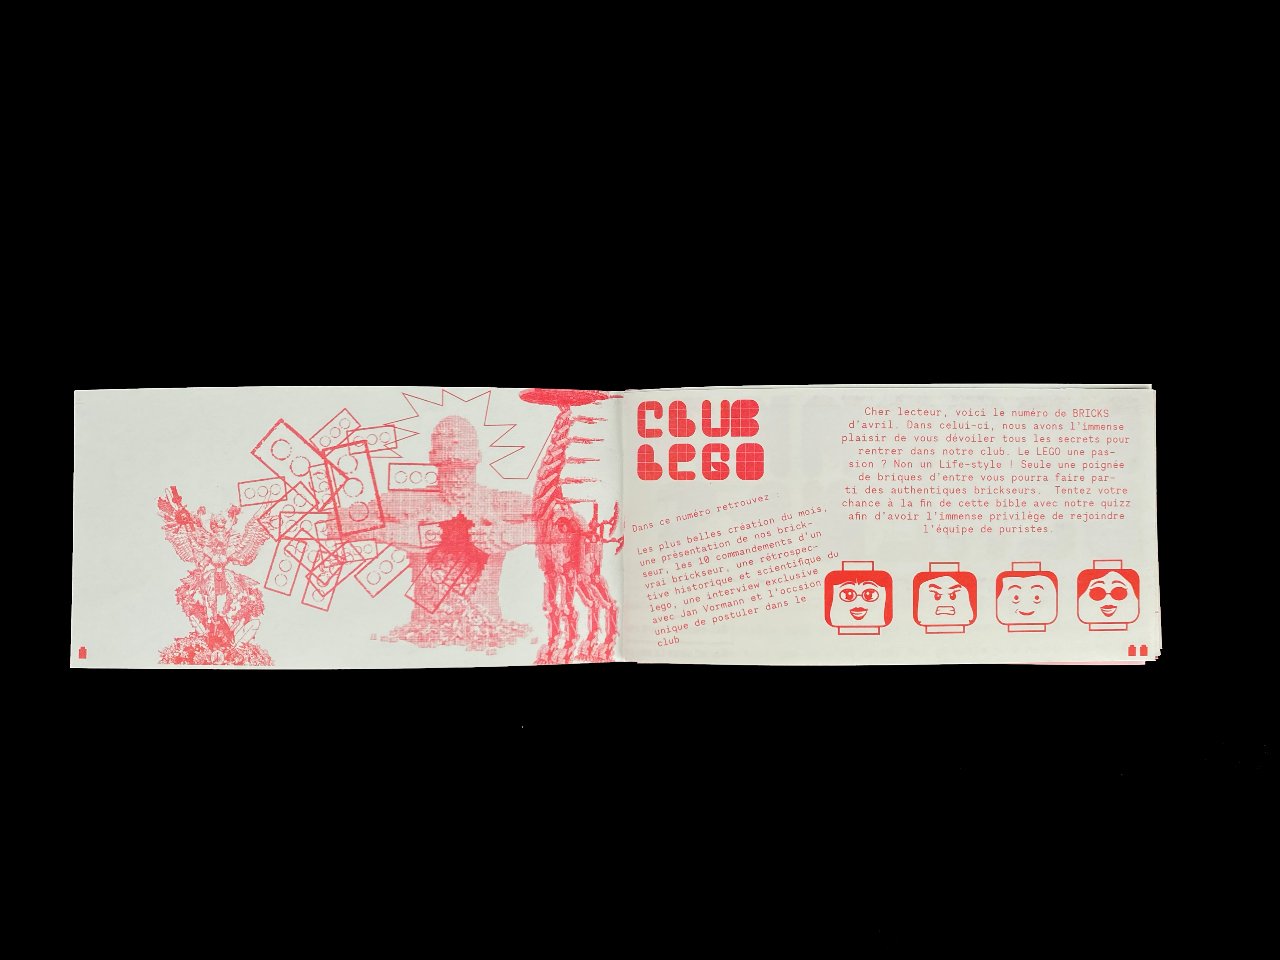 CLUB
LEGO
Dans ce numéro retrouvez :
Les plus belles création du mois,
une présentation de nos brick-
seur, les 10 commandements d'un
vrai brickseur, une rétrospec-
tive historique et scientifique du
lego, une interview exclusive
avec Jan Vormann et l'occsion
unique de postuler dans le
club
Cher lecteur, voici le numéro de BRICKS
d'avril. Dans celui-ci, nous avons l'immense
plaisir de vous dévoiler tous les secrets pour
rentrer dans notre club. Le LEGO une pas-
sion ? Non un Life-style ! Seule une poignée
de briques d'entre vous pourra faire par-
ti des authentiques brickseurs. Tentez votre
chance à la fin de cette bible avec notre quizz
afin d'avoir l'immense privilège de rejoindre
l'équipe de puristes.